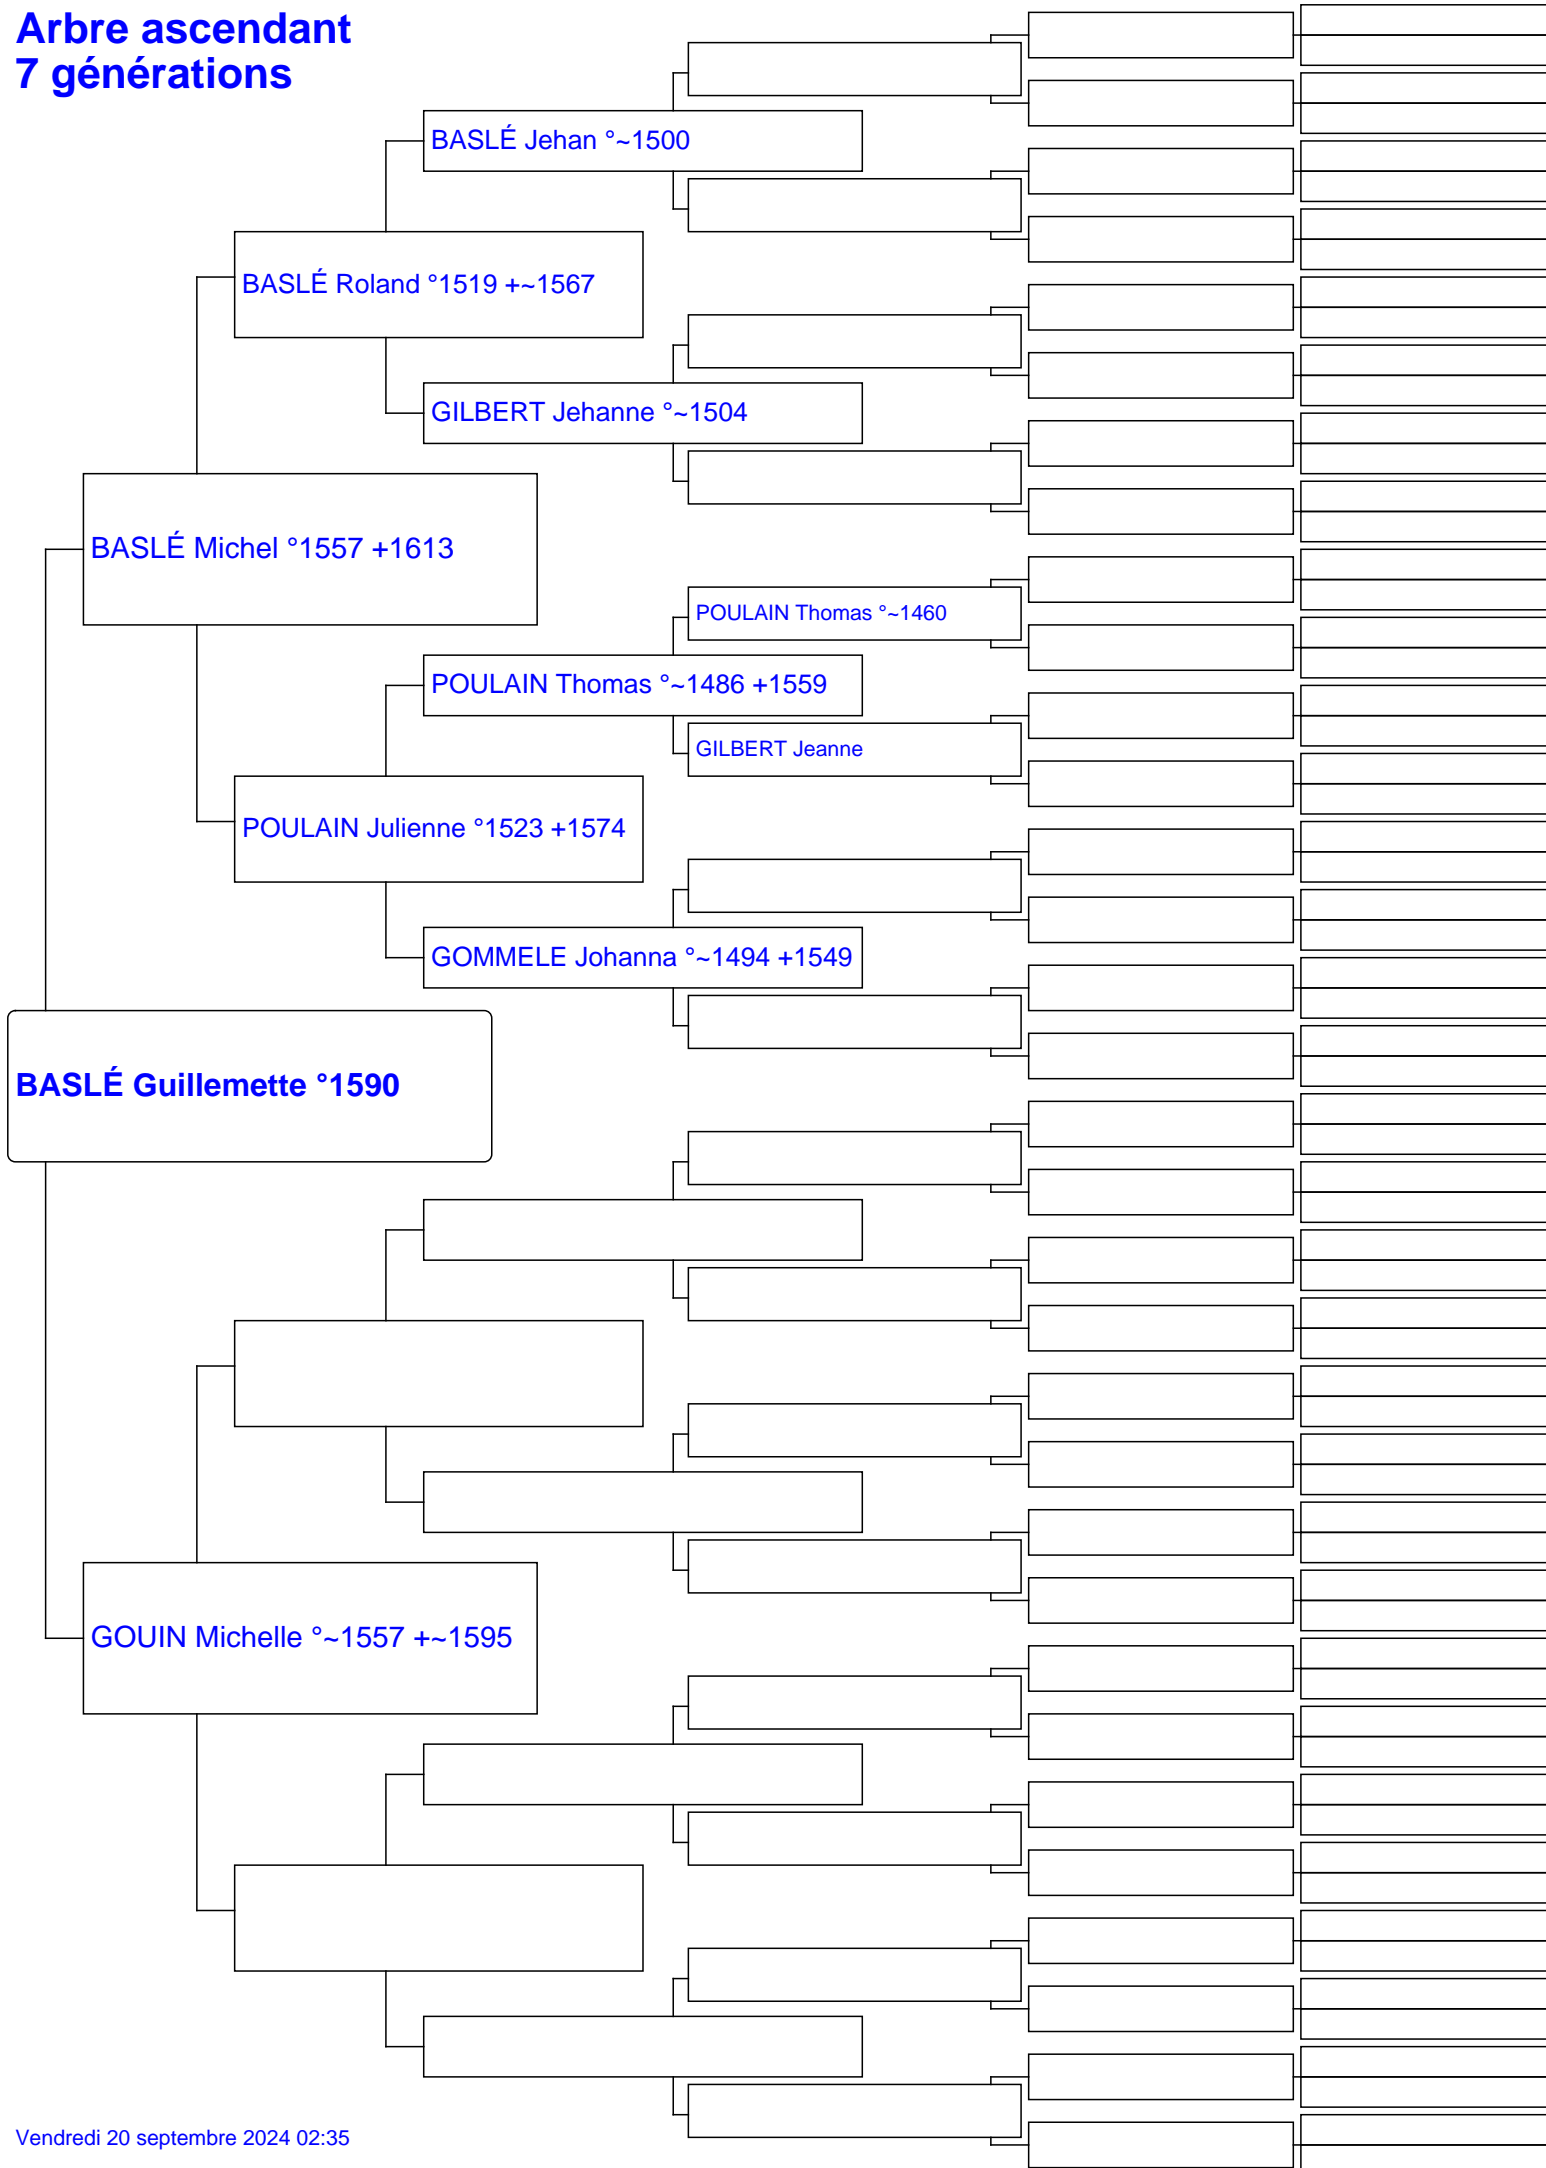 Arbre ascendant
7 générations
BASLÉ Jehan °~1500
BASLÉ Roland °1519 +~1567
GILBERT Jehanne °~1504
BASLÉ Michel °1557 +1613
POULAIN Thomas °~1460
POULAIN Thomas °~1486 +1559
GILBERT Jeanne
POULAIN Julienne °1523 +1574
GOMMELE Johanna °~1494 +1549
BASLÉ Guillemette °1590
GOUIN Michelle °~1557 +~1595
Vendredi 20 septembre 2024 02:35